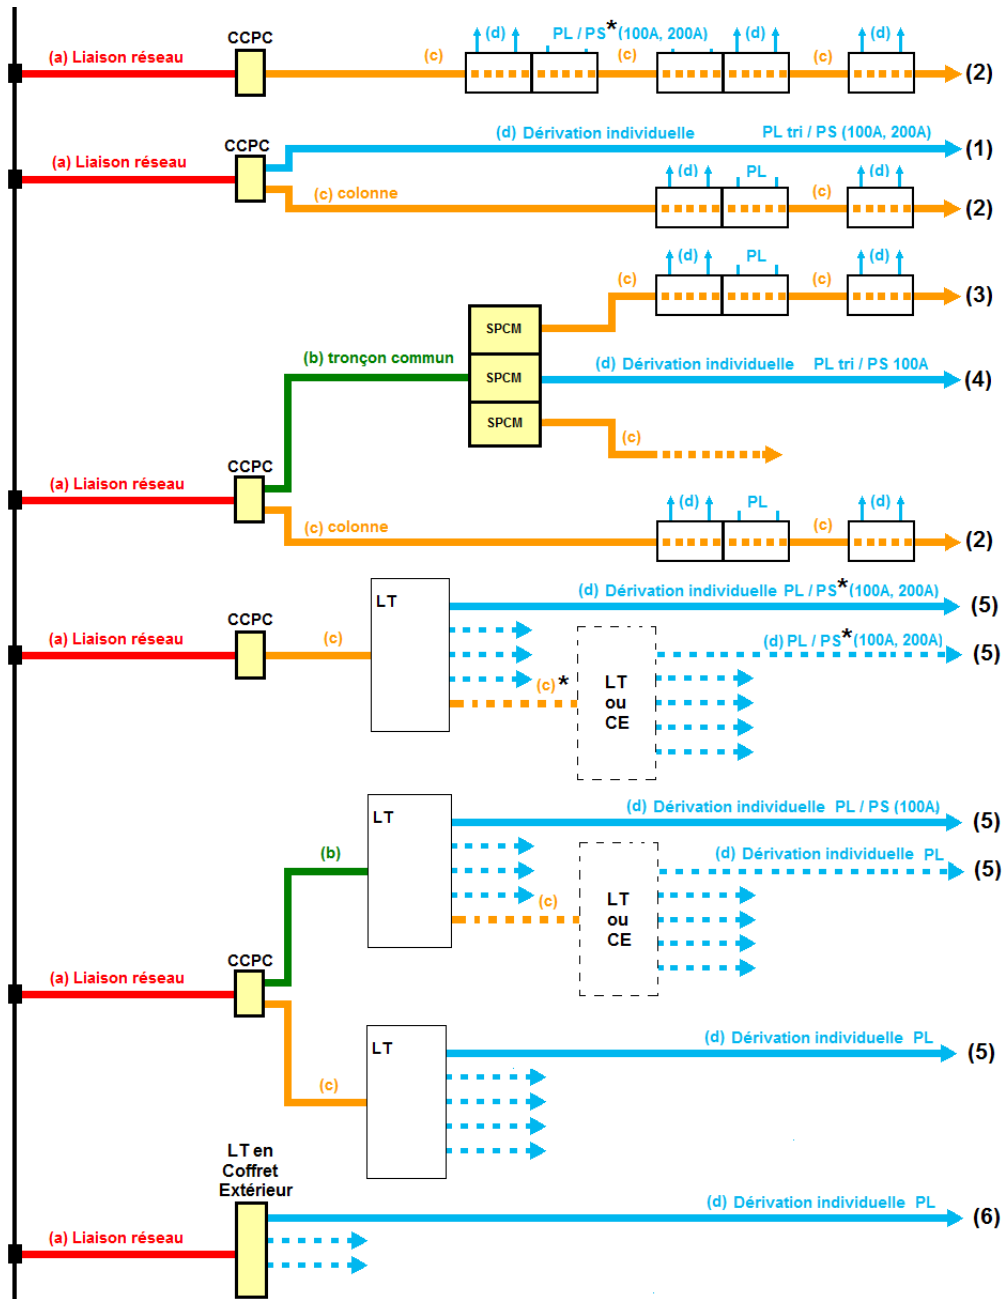 CCPC
(a) Liaison réseau
(c)
(d)
PL / PS* (100A, 200A)
(c)
(d)
(c)
(d)
(2)
CCPC
(a) Liaison réseau
(d) Dérivation individuelle
PL tri / PS (100A, 200A)
(1)
(c) colonne
(d)
PL
(c)
(d)
(2)
(c)
(d)
PL
(c)
(d)
(3)
SPCM
(b) tronçon commun
SPCM
(d) Dérivation individuelle
PL tri / PS 100A
(4)
SPCM
(c)
CCPC
(a) Liaison réseau
(c) colonne
(d)
PL
(c)
(d)
(2)
LT
(d) Dérivation individuelle PL / PS* (100A, 200A)
(5)
CCPC
(a) Liaison réseau
(c)
(d) PL / PS* (100A, 200A)
(5)
(c)*
LT
ou
CE
LT
(d) Dérivation individuelle PL / PS (100A)
(5)
(b)
(d) Dérivation individuelle PL
(5)
(c)
LT
ou
CE
CCPC
(a) Liaison réseau
LT
(d) Dérivation individuelle PL
(5)
(c)
LT en
Coffret
Extérieur
(d) Dérivation individuelle PL
(6)
(a) Liaison réseau